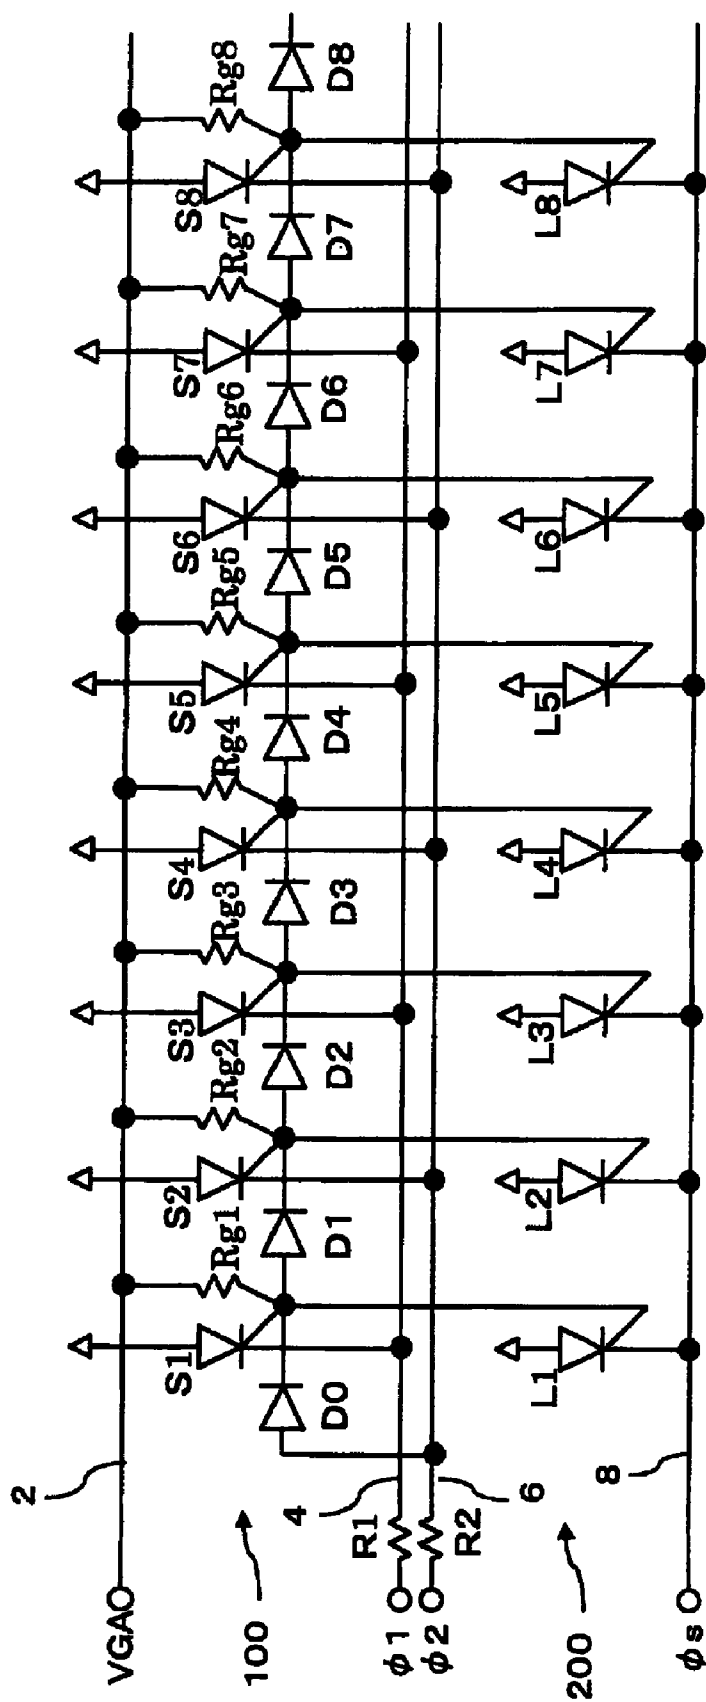 2
VGA
S1
Rg1
S2
Rg2
S3
Rg3
S4
Rg4
S5
Rg5
S6
Rg6
S7
Rg7
S8
Rg8
100
D0
D1
D2
D3
D4
D5
D6
D7
D8
φ1
R1
4
φ2
R2
6
200
L1
L2
L3
L4
L5
L6
L7
L8
8
φs